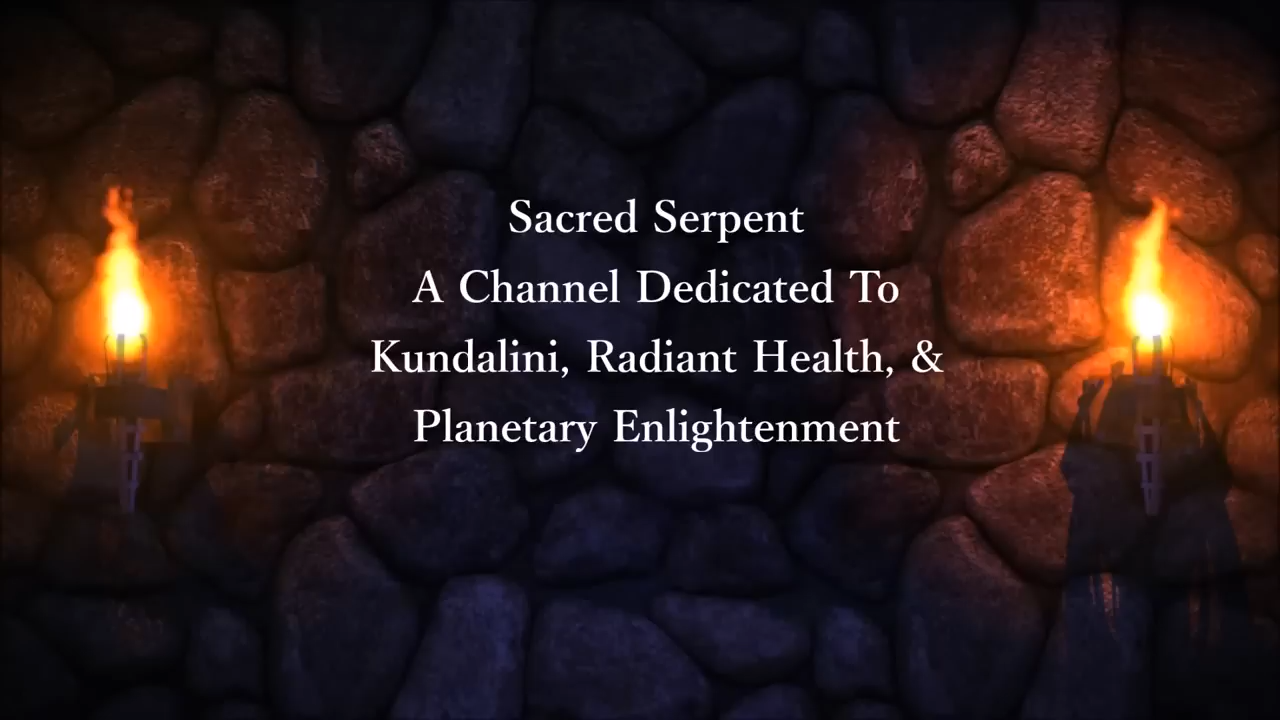 Sacred Serpent
A Channel Dedicated To
Kundalini, Radiant Health, &
Planetary Enlightenment